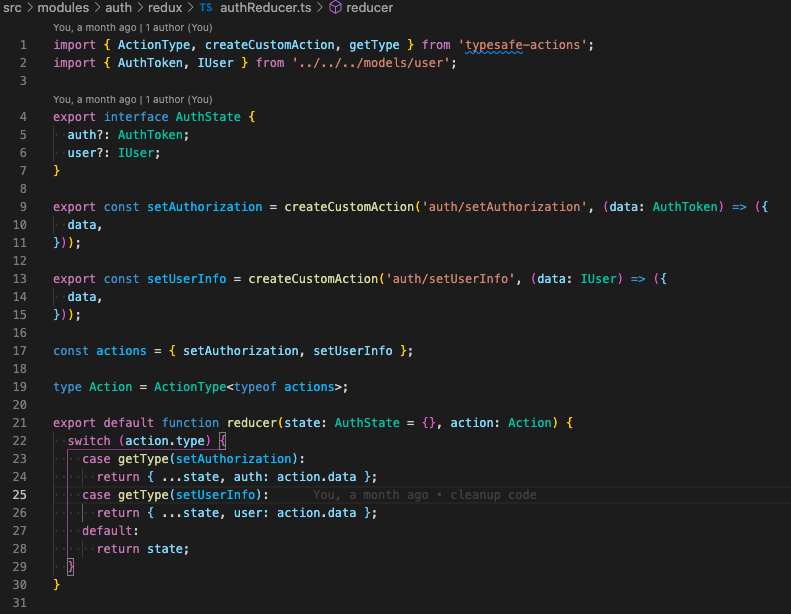 src > modules > auth > redux > TS authReducer.ts > reducer
You, a month ago | 1 author (You)
1 import { ActionType, createCustomAction, getType } from 'typesafe-actions';
2 import { AuthToken, IUser } from '../../../models/user';
3
You, a month ago | 1 author (You)
4 export interface AuthState {
5   auth?: AuthToken;
6   user?: IUser;
7 }
8
9 export const setAuthorization = createCustomAction('auth/setAuthorization', (data: AuthToken) => ({
10   data,
11 }));
12
13 export const setUserInfo = createCustomAction('auth/setUserInfo', (data: IUser) => ({
14   data,
15 }));
16
17 const actions = { setAuthorization, setUserInfo };
18
19 type Action = ActionType<typeof actions>;
20
21 export default function reducer(state: AuthState = {}, action: Action) {
22   switch (action.type) {
23     case getType(setAuthorization):
24       return { ...state, auth: action.data };
25     case getType(setUserInfo): You, a month ago • cleanup code
26       return { ...state, user: action.data };
27     default:
28       return state;
29   }
30 }
31